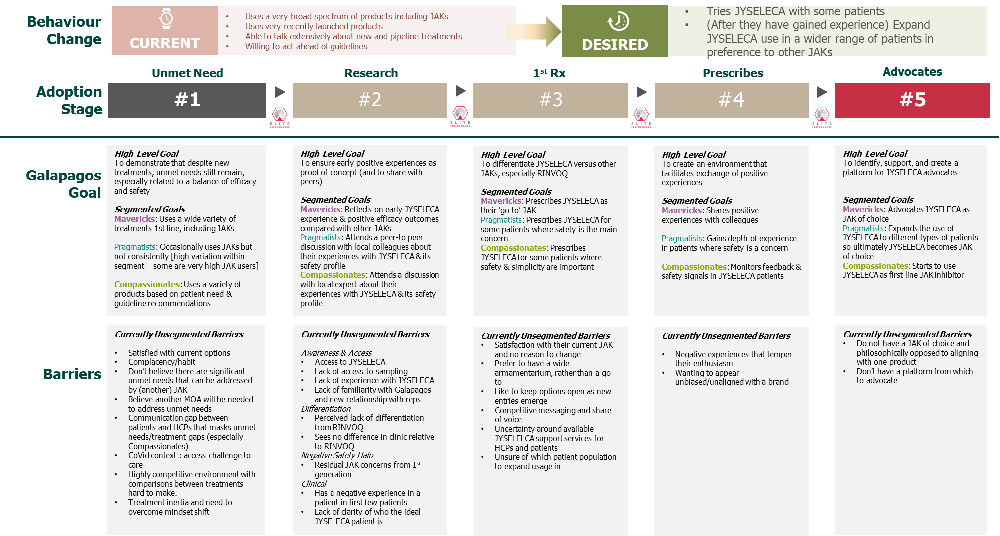 Behaviour
Change
CURRENT
• Uses a very broad spectrum of products including JAKs
• Uses very recently launched products
• Able to talk extensively about new and pipeline treatments
• Willing to act ahead of guidelines
DESIRED
• Tries JYSELECA with some patients
• (After they have gained experience) Expand
JYSELECA use in a wider range of patients in
preference to other JAKs
Adoption
Stage
Unmet Need
#1
Research
#2
1st Rx
#3
Prescribes
#4
Advocates
#5
ELITE
PERFORMANCE
ELITE
PERFORMANCE
ELITE
PERFORMANCE
ELITE
PERFORMANCE
Galapagos
Goal
High-Level Goal
To demonstrate that despite new
treatments, unmet needs still remain,
especially related to a balance of efficacy
and safety
Segmented Goals
Mavericks: Uses a wide variety of
treatments 1st line, including JAKs
Pragmatists: Occasionally uses JAKs but
not consistently [high variation within
segment – some are very high JAK users]
Compassionates: Uses a variety of
products based on patient need &
guideline recommendations
High-Level Goal
To ensure early positive experiences as
proof of concept (and to share with
peers)
Segmented Goals
Mavericks: Reflects on early JYSELECA
experience & positive efficacy outcomes
compared with other JAKs
Pragmatists: Attends a peer-to peer
discussion with local colleagues about
their experiences with JYSELECA & its
safety profile
Compassionates: Attends a discussion
with local expert about their
experiences with JYSELECA & its safety
profile
High-Level Goal
To differentiate JYSELECA versus other
JAKs, especially RINVOQ
Segmented Goals
Mavericks: Prescribes JYSELECA as
their ‘go to’ JAK
Pragmatists: Prescribes JYSELECA for
some patients where safety is the main
concern
Compassionates: Prescribes
JYSELECA for some patients where
safety & simplicity are important
High-Level Goal
To create an environment that
facilitates exchange of positive
experiences
Segmented Goals
Mavericks: Shares positive
experiences with colleagues
Pragmatists: Gains depth of experience
in patients where safety is a concern
Compassionates: Monitors feedback &
safety signals in JYSELECA patients
High-Level Goal
To identify, support, and create a
platform for JYSELECA advocates
Segmented Goals
Mavericks: Advocates JYSELECA as
JAK of choice
Pragmatists: Expands the use of
JYSELECA to different types of patients
so ultimately JYSELECA becomes JAK
of choice
Compassionates: Starts to use
JYSELECA as first line JAK inhibitor
Barriers
Currently Unsegmented Barriers
• Satisfied with current options
• Complacency/habit
• Don’t believe there are significant
unmet needs that can be addressed
by (another) JAK
• Believe another MOA will be needed
to address unmet needs
• Communication gap between
patients and HCPs that masks unmet
needs/treatment gaps (especially
Compassionates)
• CoVid context : access challenge to
care
• Highly competitive environment with
comparisons between treatments
hard to make.
• Treatment inertia and need to
overcome mindset shift
Currently Unsegmented Barriers
Awareness & Access
• Access to JYSELECA
• Lack of access to sampling
• Lack of experience with JYSELECA
• Lack of familiarity with Galapagos
and new relationship with reps
Differentiation
• Perceived lack of differentiation
from RINVOQ
• Sees no difference in clinic relative
to RINVOQ
Negative Safety Halo
• Residual JAK concerns from 1st
generation
Clinical
• Has a negative experience in a
patient in first few patients
• Lack of clarity of who the ideal
JYSELECA patient is
Currently Unsegmented Barriers
• Satisfaction with their current JAK
and no reason to change
• Prefer to have a wide
armamentarium, rather than a go-
to
• Like to keep options open as new
entries emerge
• Competitive messaging and share
of voice
• Uncertainty around available
JYSELELCA support services for
HCPs and patients
• Unsure of which patient population
to expand usage in
Currently Unsegmented Barriers
• Negative experiences that temper
their enthusiasm
• Wanting to appear
unbiased/unaligned with a brand
Currently Unsegmented Barriers
• Do not have a JAK of choice and
philosophically opposed to aligning
with one product
• Don’t have a platform from which
to advocate